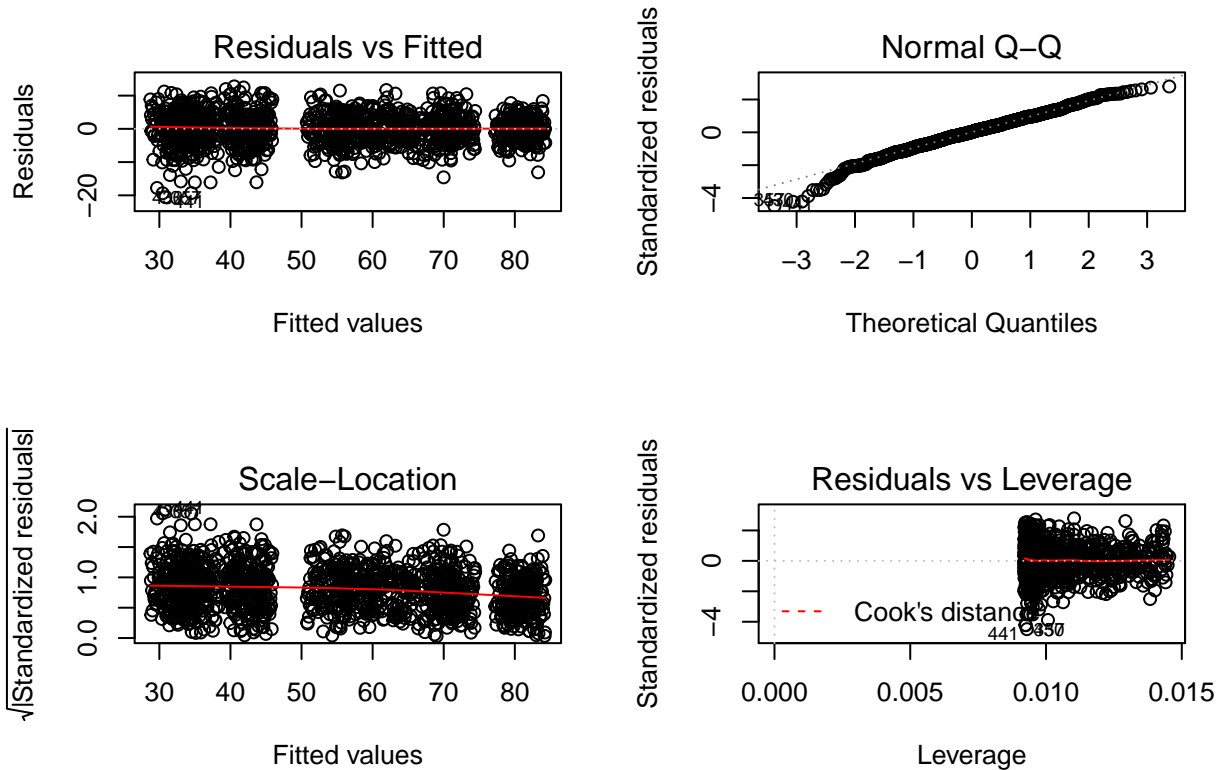 Residuals vs Fitted
Residuals
0
−20
30 40 50 60 70 80
Fitted values
Normal Q−Q
Standardized residuals
0
−4
−3 −2 −1 0 1 2 3
Theoretical Quantiles
Scale−Location
√|Standardized residuals|
2.0
1.0
0.0
30 40 50 60 70 80
Fitted values
Residuals vs Leverage
Standardized residuals
0
−4
Cook's distance
441
0.000 0.005 0.010 0.015
Leverage